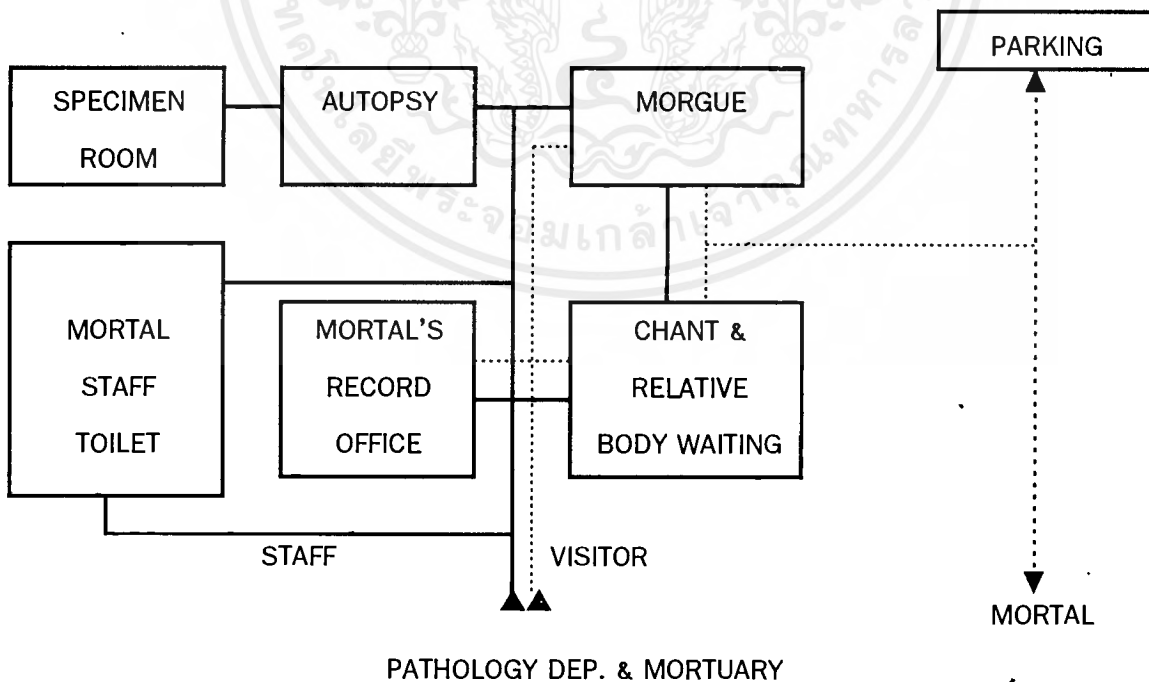 PARKING
SPECIMEN
ROOM
AUTOPSY
MORGUE
MORTAL
STAFF
TOILET
MORTAL'S
RECORD
OFFICE
CHANT &
RELATIVE
BODY WAITING
STAFF
VISITOR
MORTAL
PATHOLOGY DEP. & MORTUARY